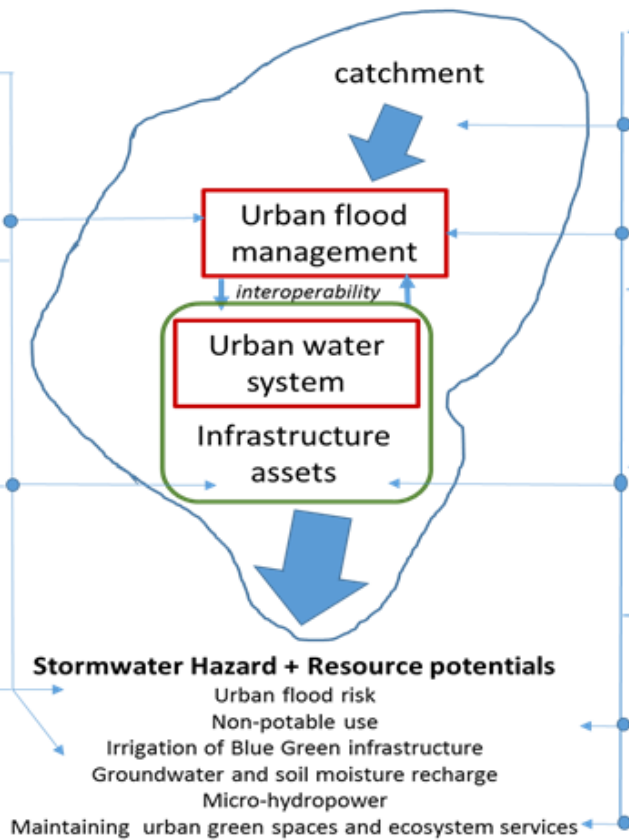 catchment
Urban flood
management
interoperability
Urban water
system
Infrastructure
assets
Stormwater Hazard + Resource potentials
Urban flood risk
Non-potable use
Irrigation of Blue Green infrastructure
Groundwater and soil moisture recharge
Micro-hydropower
Maintaining urban green spaces and ecosystem services